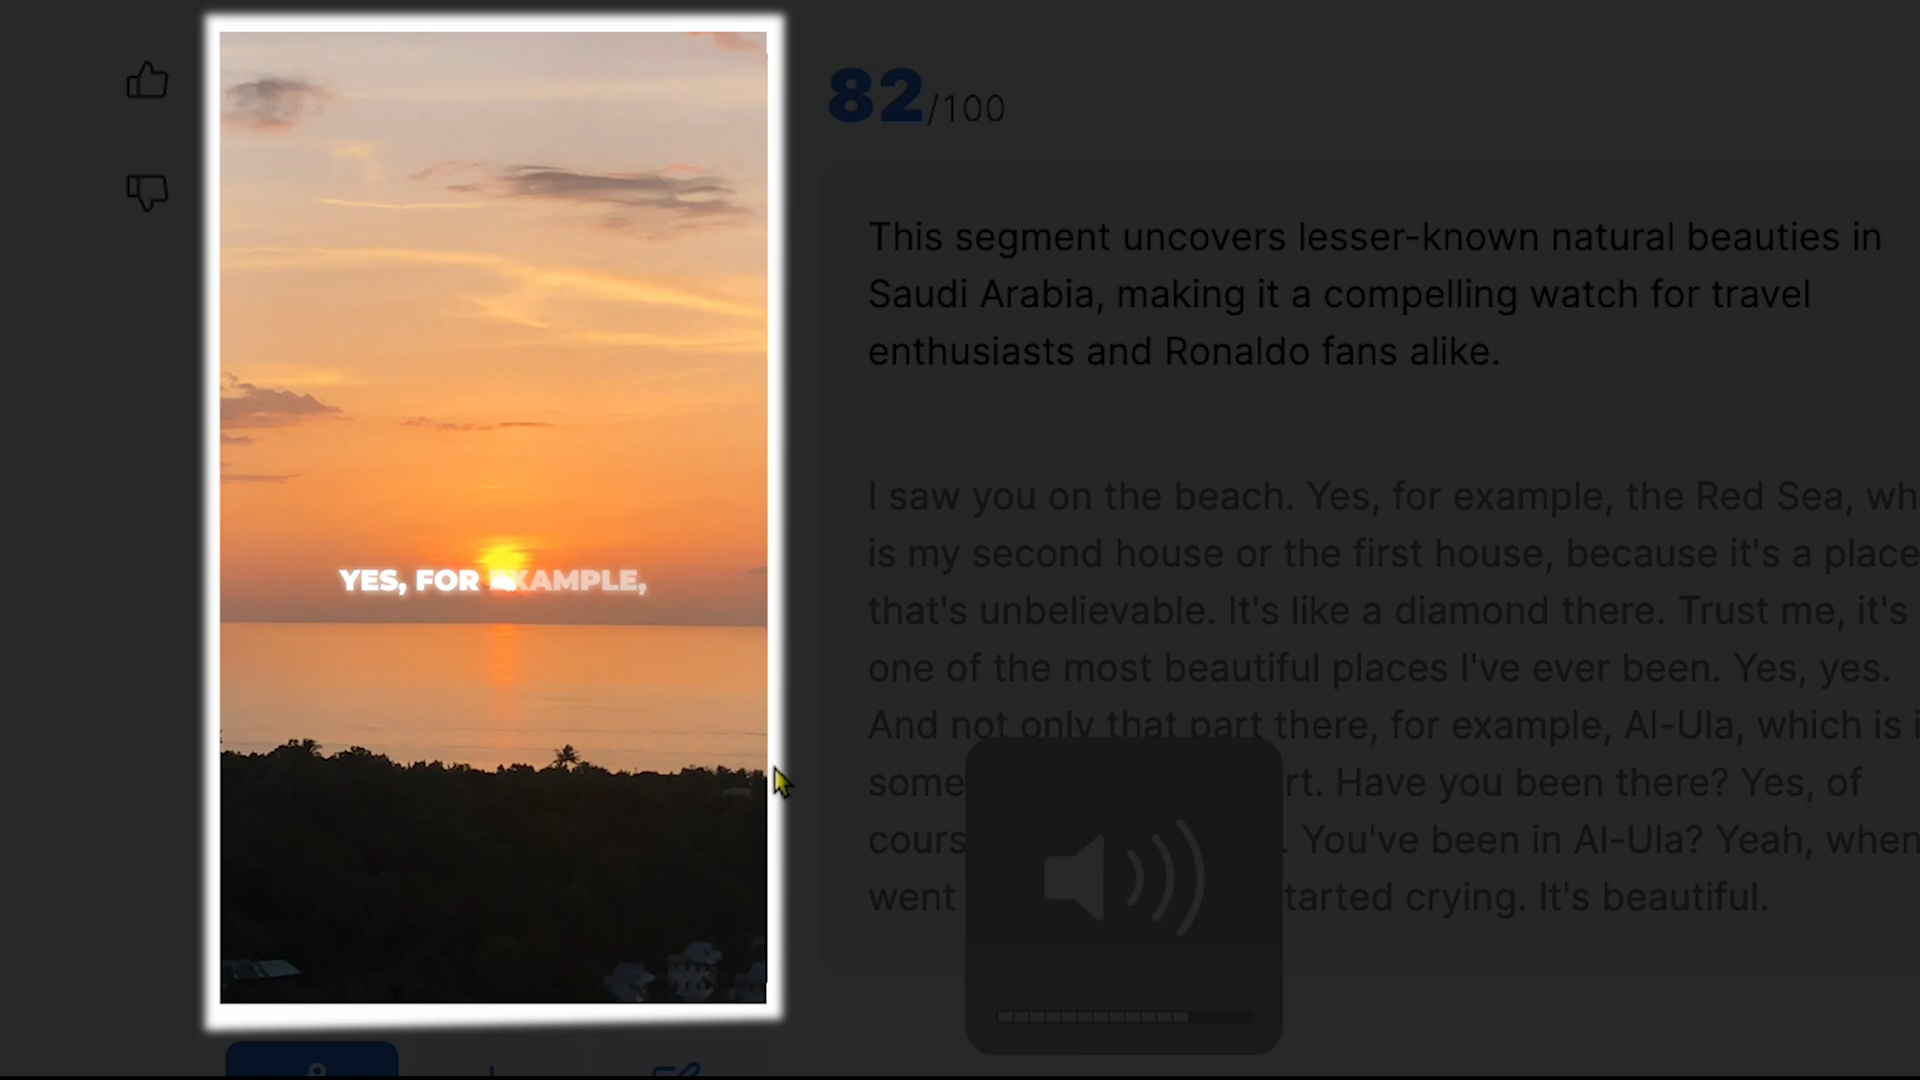 82/100
This segment uncovers lesser-known natural beauties in
Saudi Arabia, making it a compelling watch for travel
enthusiasts and Ronaldo fans alike.
YES, FOR EXAMPLE,
I saw you on the beach. Yes, for example, the Red Sea, wh
is my second house or the first house, because it's a place
that's unbelievable. It's like a diamond there. Trust me, it's
one of the most beautiful places I've ever been. Yes, yes.
And not only that part there, for example, Al-Ula, which is i
some rt. Have you been there? Yes, of
cours . You've been in Al-Ula? Yeah, when
went tarted crying. It's beautiful.